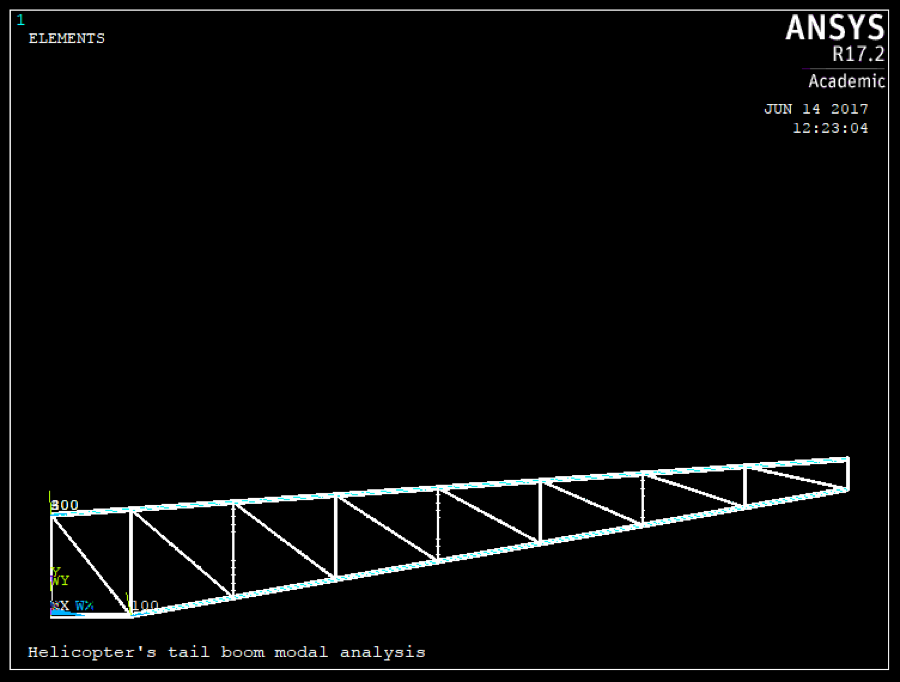 1
ELEMENTS
ANSYS
R17.2
Academic
JUN 14 2017
12:23:04
Y
WY
X WX
100
Helicopter's tail boom modal analysis